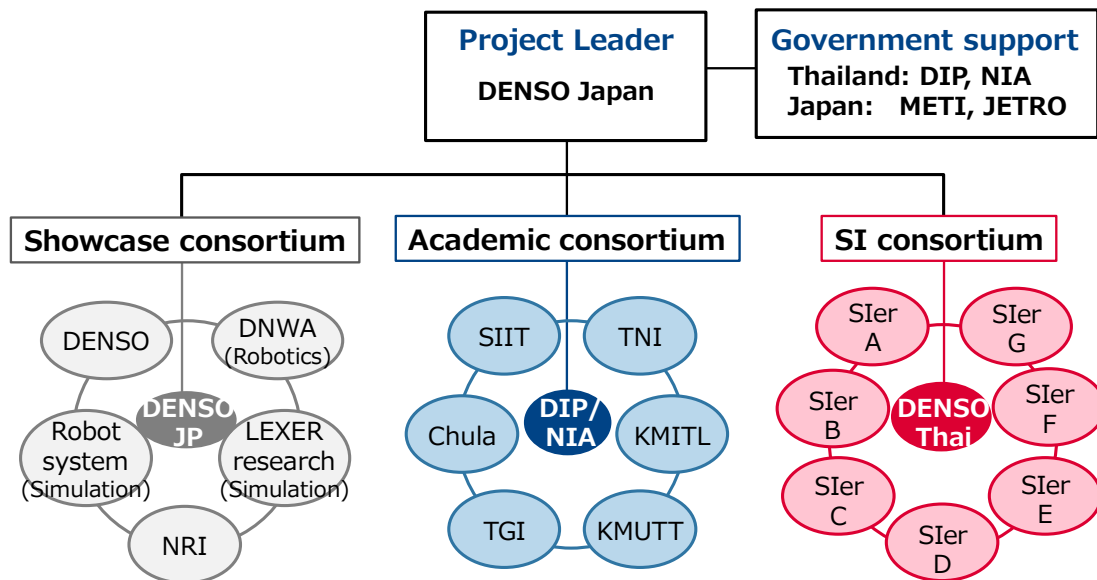 Project Leader
DENSO Japan
Government support
Thailand: DIP, NIA
Japan: METI, JETRO
Showcase consortium
DENSO
DNWA
(Robotics)
DENSO
JP
Robot
system
(Simulation)
LEXER
research
(Simulation)
NRI
Academic consortium
SIIT
TNI
Chula
DIP/
NIA
KMITL
TGI
KMUTT
SI consortium
SIer
A
SIer
G
SIer
B
DENSO
Thai
SIer
F
SIer
C
SIer
E
SIer
D